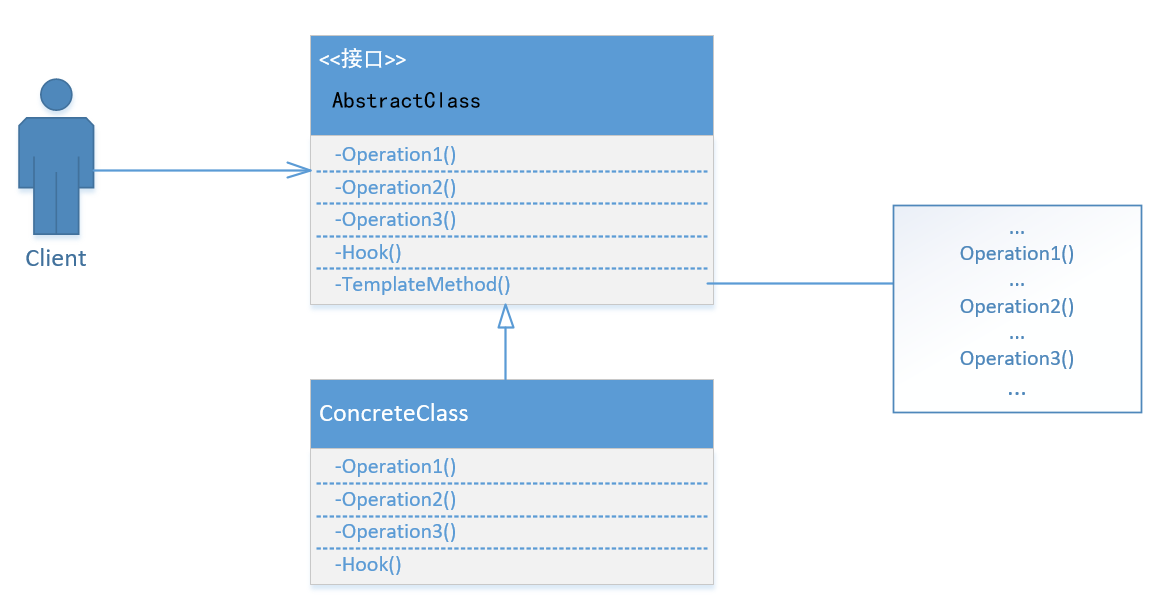 <<接口>>
AbstractClass
-Operation1()
-Operation2()
-Operation3()
-Hook()
-TemplateMethod()
Client
...
Operation1()
...
Operation2()
...
Operation3()
...
ConcreteClass
-Operation1()
-Operation2()
-Operation3()
-Hook()